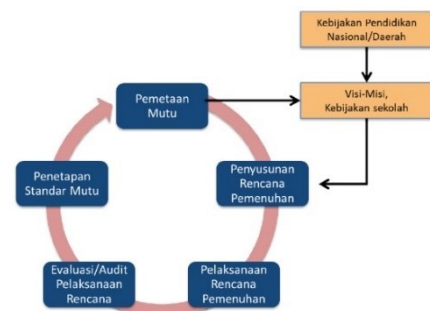 Kebijakan Pendidikan
Nasional/Daerah
Pemetaan
Mutu
Visi-Misi,
Kebijakan sekolah
Penetapan
Standar Mutu
Penyusunan
Rencana
Pemenuhan
Evaluasi/Audit
Pelaksanaan
Rencana
Pelaksanaan
Rencana
Pemenuhan